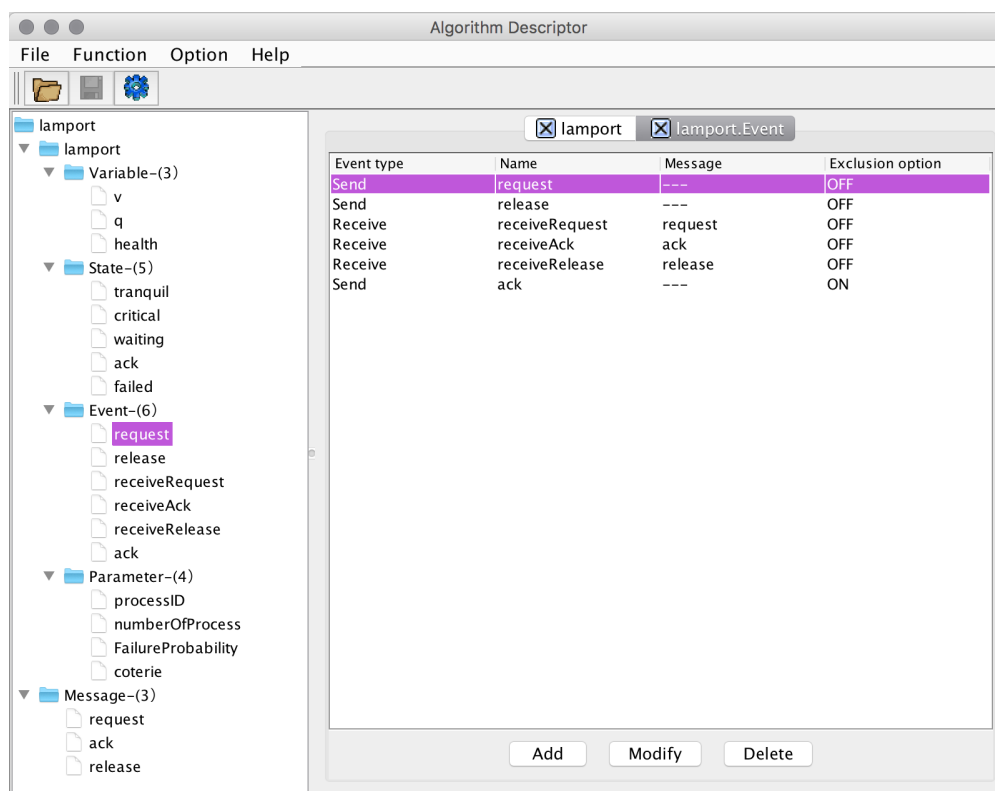 Algorithm Descriptor
File Function Option Help
lamport
lamport
Variable-(3)
v
q
health
State-(5)
tranquil
critical
waiting
ack
failed
Event-(6)
request
release
receiveRequest
receiveAck
receiveRelease
ack
Parameter-(4)
processID
numberOfProcess
FailureProbability
coterie
Message-(3)
request
ack
release
lamport lamport.Event
Event type Name Message Exclusion option
Send request --- OFF
Send release --- OFF
Receive receiveRequest request OFF
Receive receiveAck ack OFF
Receive receiveRelease release OFF
Send ack --- ON
Add Modify Delete